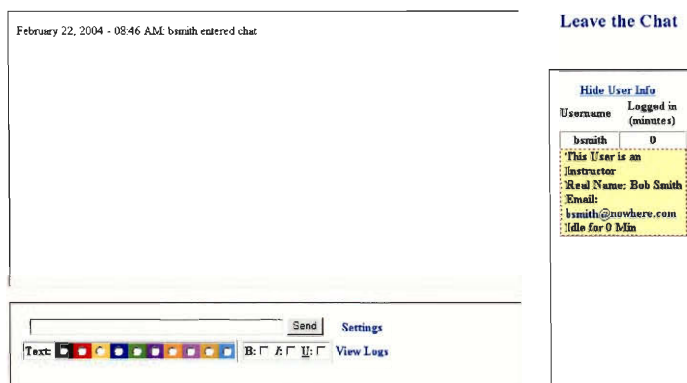 February 22, 2004 - 08:46 AM: bsmith entered chat
Leave the Chat
Hide User Info
Username Logged in (minutes)
bsmith 0
This User is an
Instructor
Real Name: Bob Smith
Email:
bsmith@nowhere.com
Idle for 0 Min
Send Settings
Text: B: I: U: View Logs